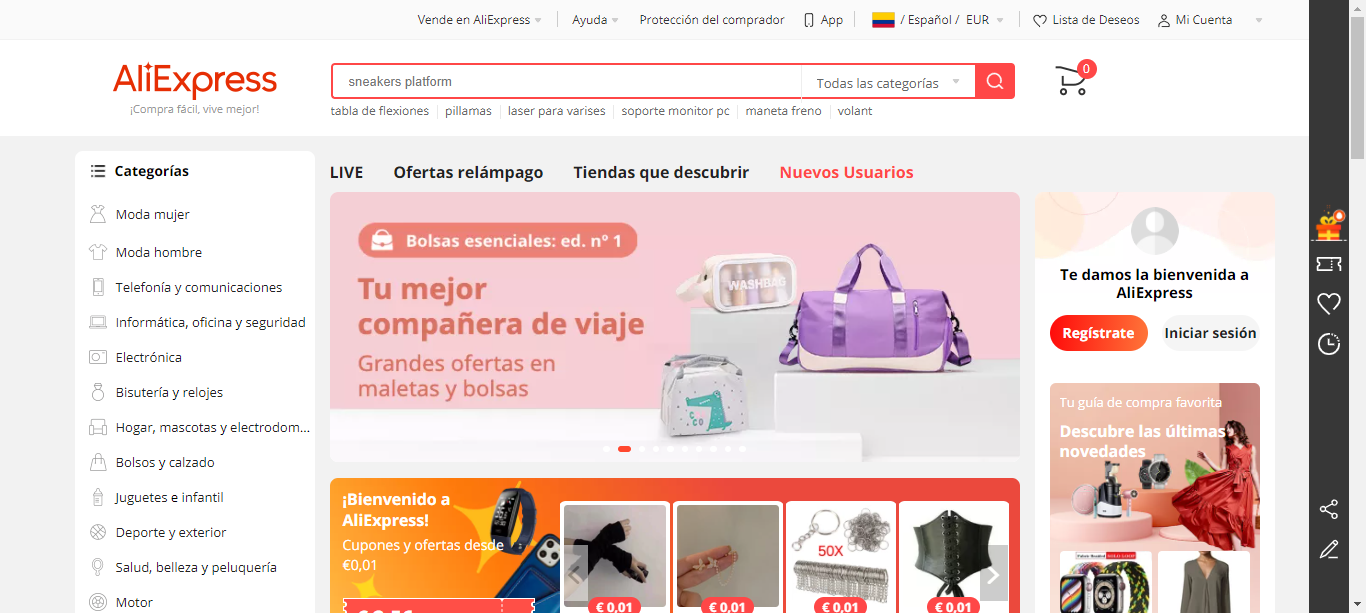 Vende en AliExpress
Ayuda
Protección del comprador
App
/ Español / EUR
Lista de Deseos
Mi Cuenta
AliExpress
¡Compra fácil, vive mejor!
sneakers platform
Todas las categorías
0
tabla de flexiones
pillamas
laser para varises
soporte monitor pc
maneta freno
volant
Categorías
Moda mujer
Moda hombre
Telefonía y comunicaciones
Informática, oficina y seguridad
Electrónica
Bisutería y relojes
Hogar, mascotas y electrodom...
Bolsos y calzado
Juguetes e infantil
Deporte y exterior
Salud, belleza y peluquería
Motor
LIVE
Ofertas relámpago
Tiendas que descubrir
Nuevos Usuarios
Bolsas esenciales: ed. nº 1
Tu mejor
compañera de viaje
Grandes ofertas en
maletas y bolsas
WASHBAG
¡Bienvenido a
AliExpress!
Cupones y ofertas desde
€0,01
50X
€ 0,01
€ 0,01
€ 0,01
€ 0,01
Te damos la bienvenida a
AliExpress
Regístrate
Iniciar sesión
Tu guía de compra favorita
Descubre las últimas
novedades